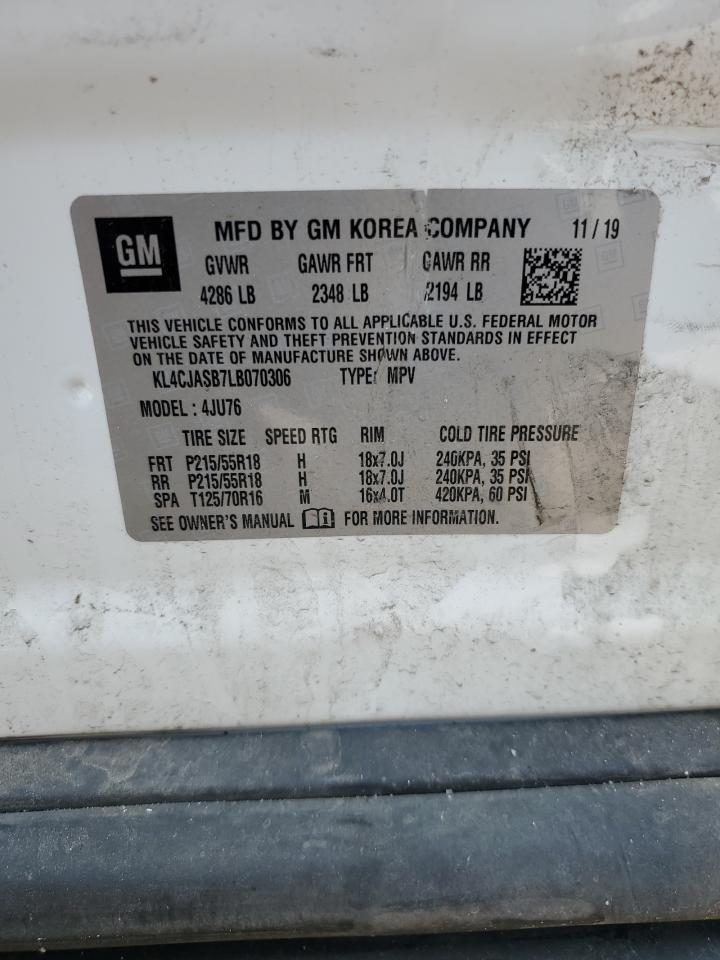 GM MFD BY GM KOREA COMPANY 11/19
GVWR GAWR FRT GAWR RR
4286 LB 2348 LB 2194 LB
THIS VEHICLE CONFORMS TO ALL APPLICABLE U.S. FEDERAL MOTOR
VEHICLE SAFETY AND THEFT PREVENTION STANDARDS IN EFFECT
ON THE DATE OF MANUFACTURE SHOWN ABOVE.
KL4CJASB7LB070306 TYPE: MPV
MODEL: 4JU76
TIRE SIZE SPEED RTG RIM COLD TIRE PRESSURE
FRT P215/55R18 H 18x7.0J 240KPA, 35 PSI
RR P215/55R18 H 18x7.0J 240KPA, 35 PSI
SPA T125/70R16 M 16x4.0T 420KPA, 60 PSI
SEE OWNER'S MANUAL FOR MORE INFORMATION.